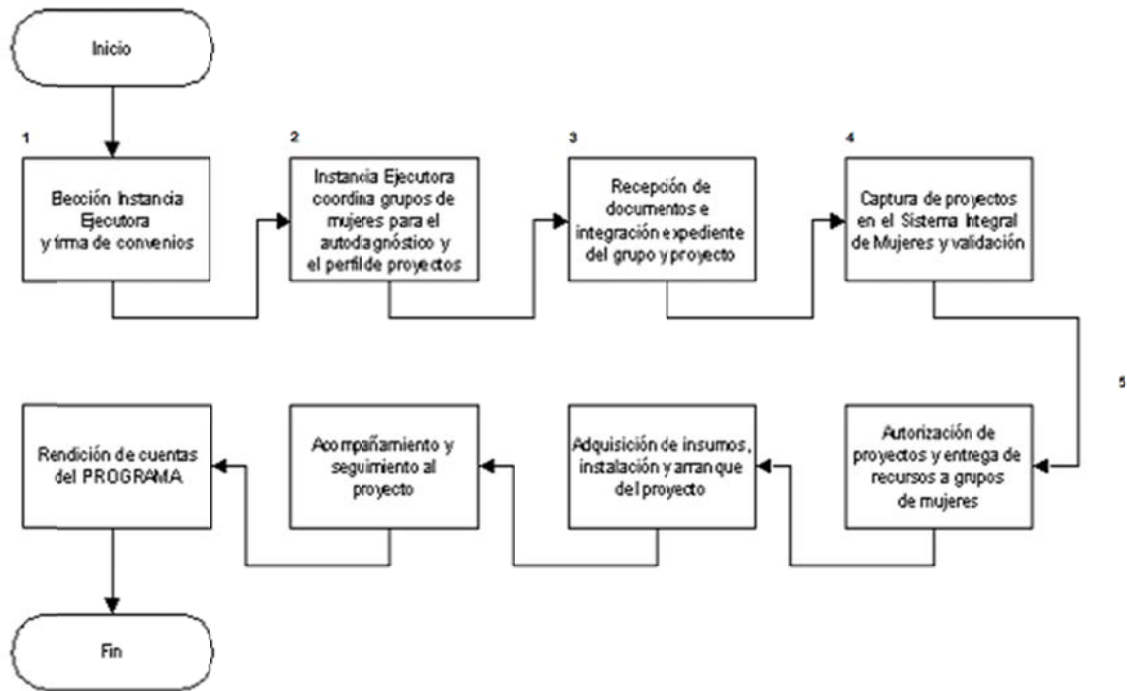 Inicio
1
Elección Instancia
Ejecutora
y firma de convenios
2
Instancia Ejecutora
coordina grupos de
mujeres para el
autodagnóstico y
el perfilde proyectos
3
Recepción de
documentos e
integración expediente
del grupo y proyecto
4
Captura de proyectos
en el Sistema Integral
de Mujeres y validación
5
Autorización de
proyectos y entrega de
recursos a grupos
de mujeres
Adquisición de insumos,
instalación y arranque
del proyecto
Acompañamiento y
seguimiento al
proyecto
Rendición de cuentas
del PROGRAMA
Fin